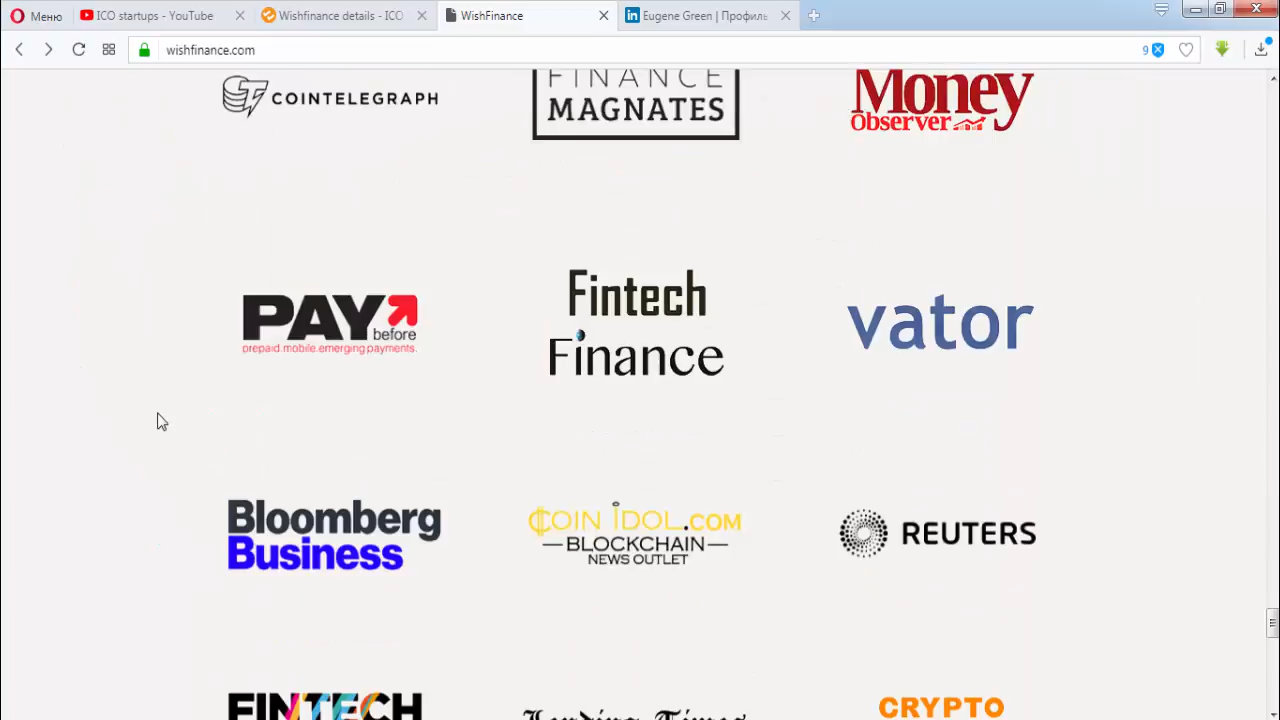 Меню
ICO startups - YouTube
Wishfinance details - ICO
WishFinance
Eugene Green | Профиль
wishfinance.com
9
COINTELEGRAPH
FINANCE
MAGNATES
Money
Observer
PAY
before
prepaid.mobile.emerging payments.
Fintech
Finance
vator
Bloomberg
Business
COIN IDOL.COM
BLOCKCHAIN
NEWS OUTLET
REUTERS
FINTECH
Lending Times
CRYPTO